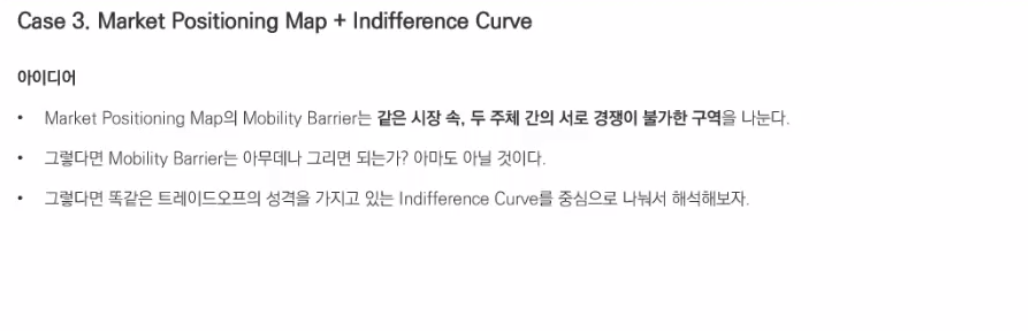 Case 3. Market Positioning Map + Indifference Curve
아이디어
• Market Positioning Map의 Mobility Barrier는 같은 시장 속, 두 주체 간의 서로 경쟁이 불가한 구역을 나눈다.
• 그렇다면 Mobility Barrier는 아무데나 그리면 되는가? 아마도 아닐 것이다.
• 그렇다면 똑같은 트레이드오프의 성격을 가지고 있는 Indifference Curve를 중심으로 나눠서 해석해보자.